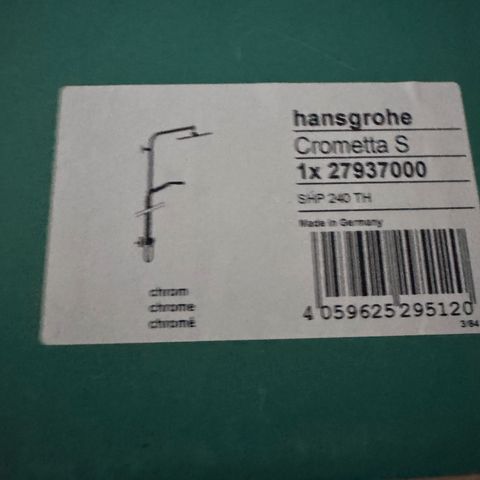 hansgrohe
Crometta S
1x 27937000
SHP 240 TH
Made in Germany
chrom
chrome
chromé
4 059625 295120
3/64